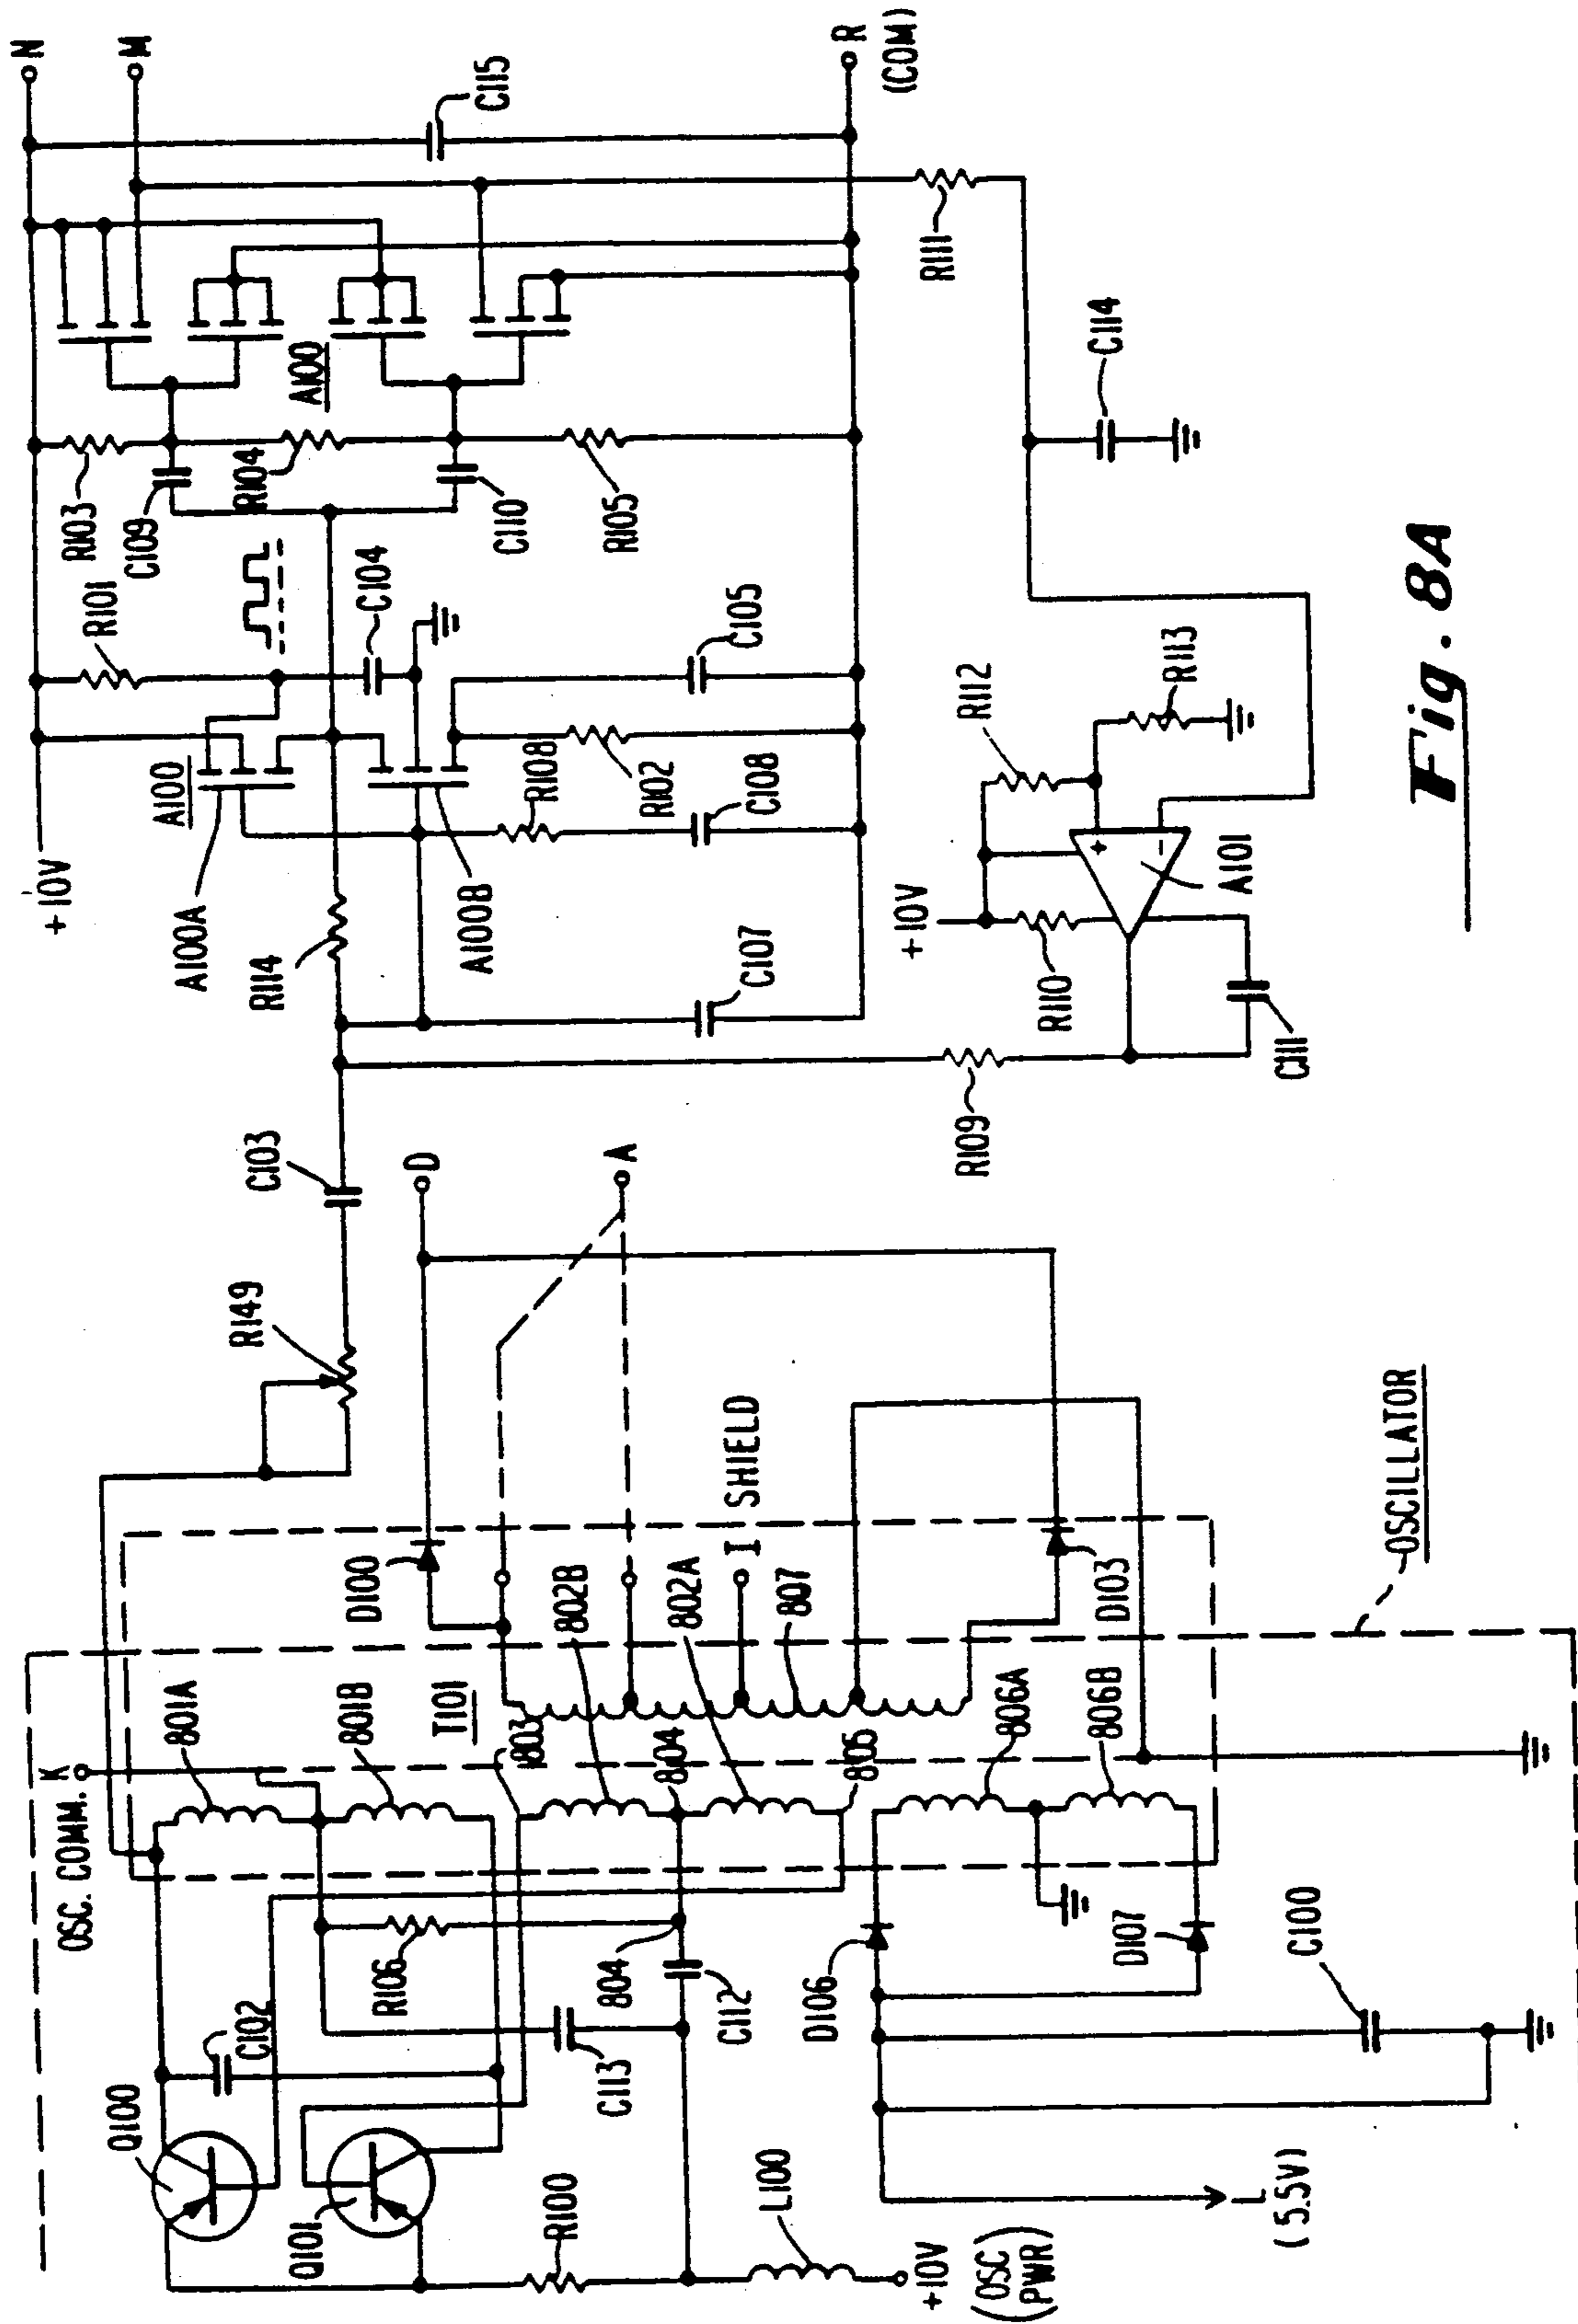 +10V
N
M
R
(COM)
C115
R101
R103
C109
R104
C110
R105
A100
C104
C105
A100
A100A
A100B
R108
R102
C108
R114
C107
R111
C114
R112
R113
+10V
A101
+
−
R110
C111
R109
C103
R149
D
A
D100
SHIELD
I
D103
802B
802A
807
OSCILLATOR
K
OSC. COMM.
801A
801B
T101
803
804
805
806A
806B
Q100
C102
Q101
R106
804
C113
C112
D106
D107
C100
R100
L100
+10V
(OSC PWR)
L
(5.5V)
Fig. 8A